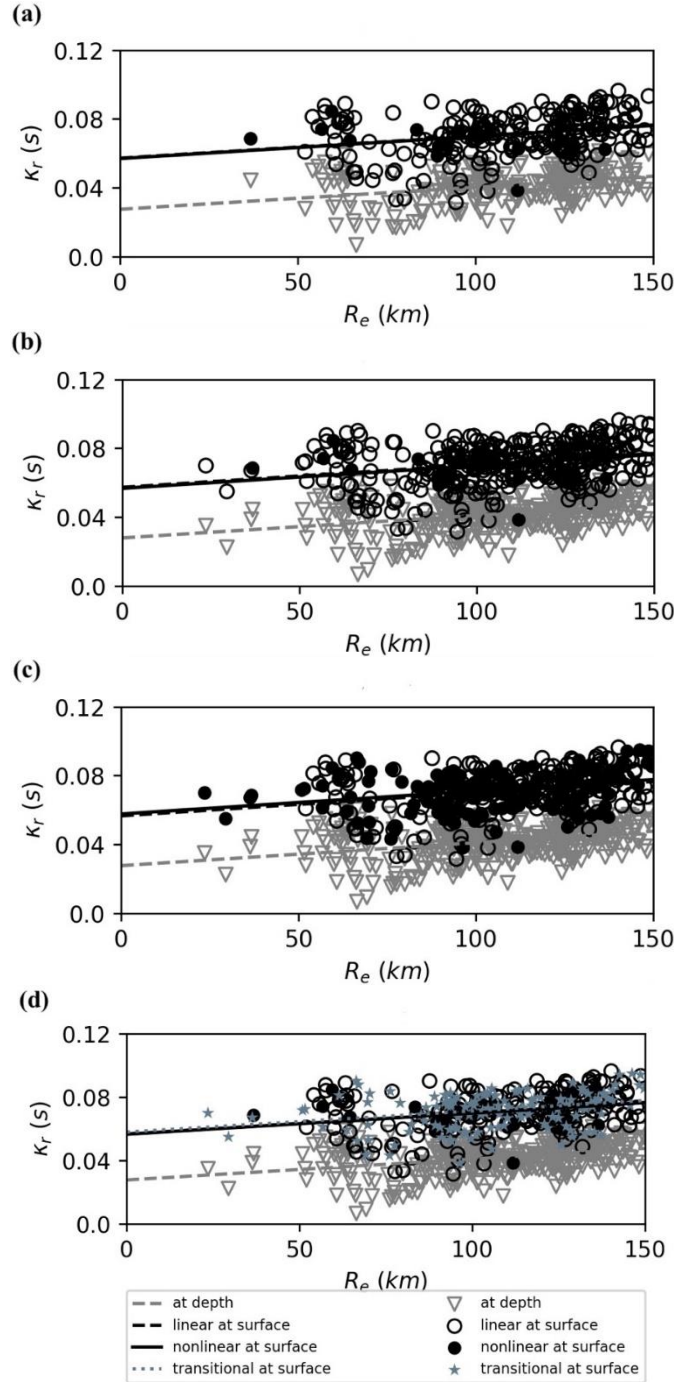 (a)
0.12
0.08
0.04
0.0
κr (s)
0 50 100 150
Re (km)
(b)
0.12
0.08
0.04
0.0
κr (s)
0 50 100 150
Re (km)
(c)
0.12
0.08
0.04
0.0
κr (s)
0 50 100 150
Re (km)
(d)
0.12
0.08
0.04
0.0
κr (s)
0 50 100 150
Re (km)
at depth at depth
linear at surface linear at surface
nonlinear at surface nonlinear at surface
transitional at surface transitional at surface